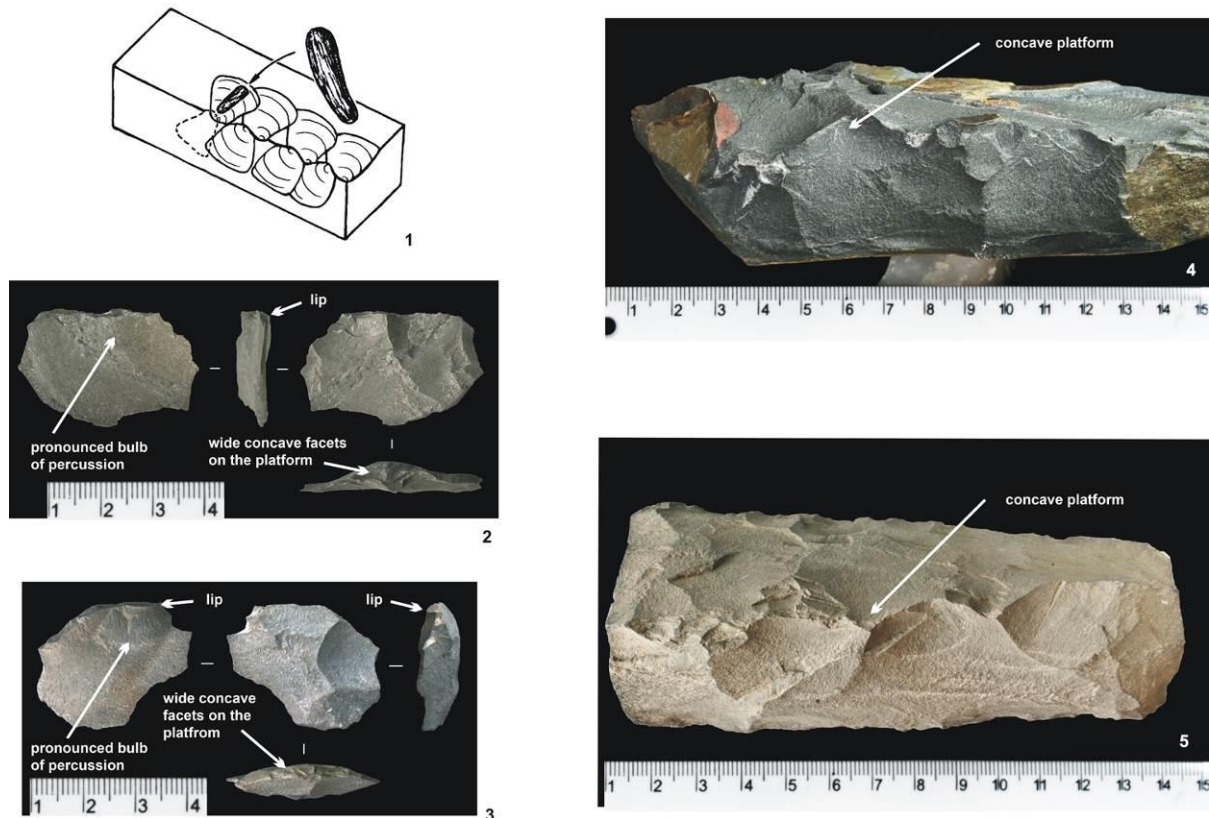 1
lip
pronounced bulb
of percussion
wide concave facets
on the platform
1 2 3 4
2
lip
lip
wide concave
facets on the
platfrom
pronounced bulb
of percussion
1 2 3 4
3
concave platform
4
1 2 3 4 5 6 7 8 9 10 11 12 13 14 15
concave platform
5
1 2 3 4 5 6 7 8 9 10 11 12 13 14 15